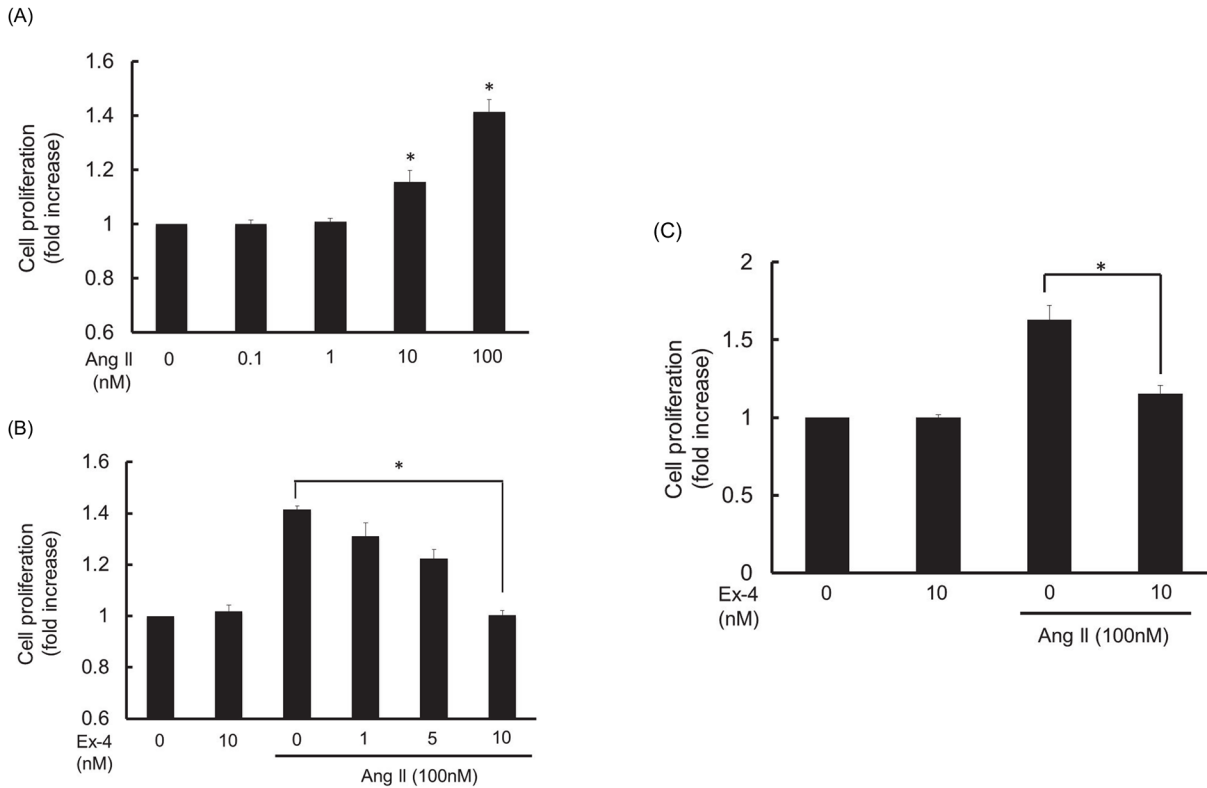 (A)
Cell proliferation
(fold increase)
1.6
1.4
1.2
1
0.8
0.6
*
*
Ang II 0 0.1 1 10 100
(nM)
(B)
Cell proliferation
(fold increase)
1.6
1.4
1.2
1
0.8
0.6
*
Ex-4 0 10 0 1 5 10
(nM)
Ang II (100nM)
(C)
Cell proliferation
(fold increase)
2
1.5
1
0.5
0
*
Ex-4 0 10 0 10
(nM)
Ang II (100nM)